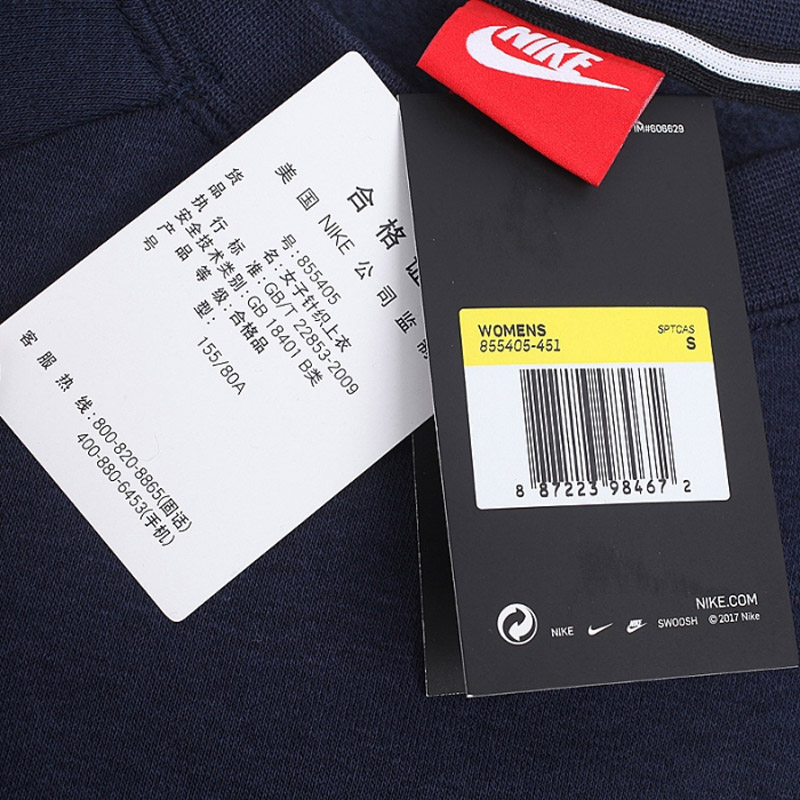 合格证
美国 NIKE 公司监制
货号:855405
品名:女子针织上衣
执行标准:GB/T 22853-2009
安全技术类别:GB 18401 B类
产品等级:合格品
号型: 155/80A
客服热线:800-820-8865(固话)
400-880-6453(手机)
NIKE
IM#606629
WOMENS
855405-451
SPTCAS
S
8 87223 98467 2
NIKE.COM
NIKE NIKE SWOOSH © 2017 Nike